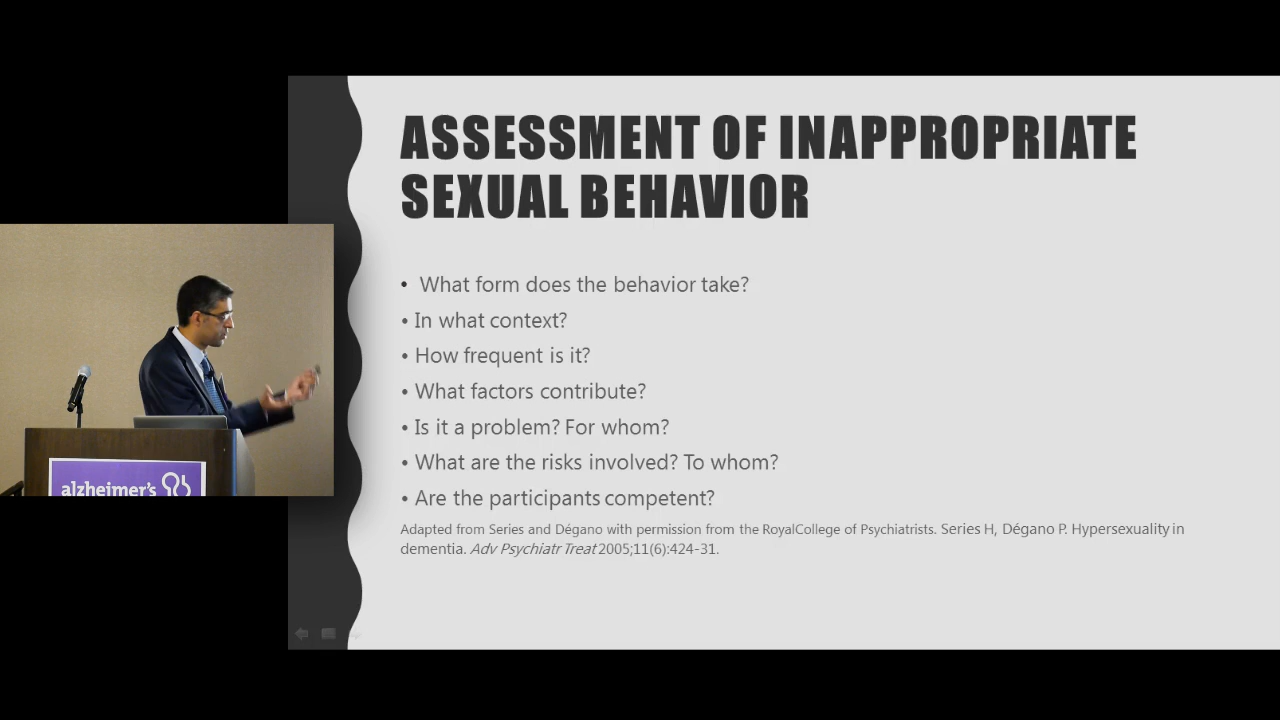 ASSESSMENT OF INAPPROPRIATE
SEXUAL BEHAVIOR
• What form does the behavior take?
• In what context?
• How frequent is it?
• What factors contribute?
• Is it a problem? For whom?
• What are the risks involved? To whom?
• Are the participants competent?
Adapted from Series and Dégano with permission from the RoyalCollege of Psychiatrists. Series H, Dégano P. Hypersexuality in
dementia. Adv Psychiatr Treat 2005;11(6):424-31.
alzheimer's